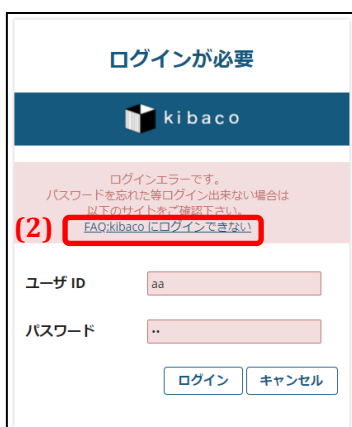 ログインが必要
kibaco
ログインエラーです。
パスワードを忘れた等ログイン出来ない場合は
以下のサイトをご確認下さい。
(2) FAQ:kibaco にログインできない
ユーザ ID aa
パスワード ••
ログイン キャンセル